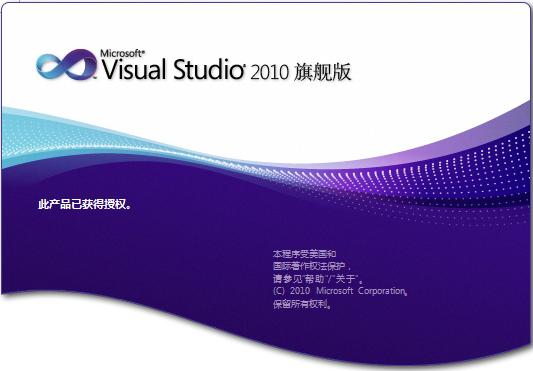 Microsoft®
Visual Studio® 2010 旗舰版
此产品已获得授权。
本程序受美国和
国际著作权法保护，
请参见"帮助"/"关于"。
(C) 2010 Microsoft Corporation。
保留所有权利。